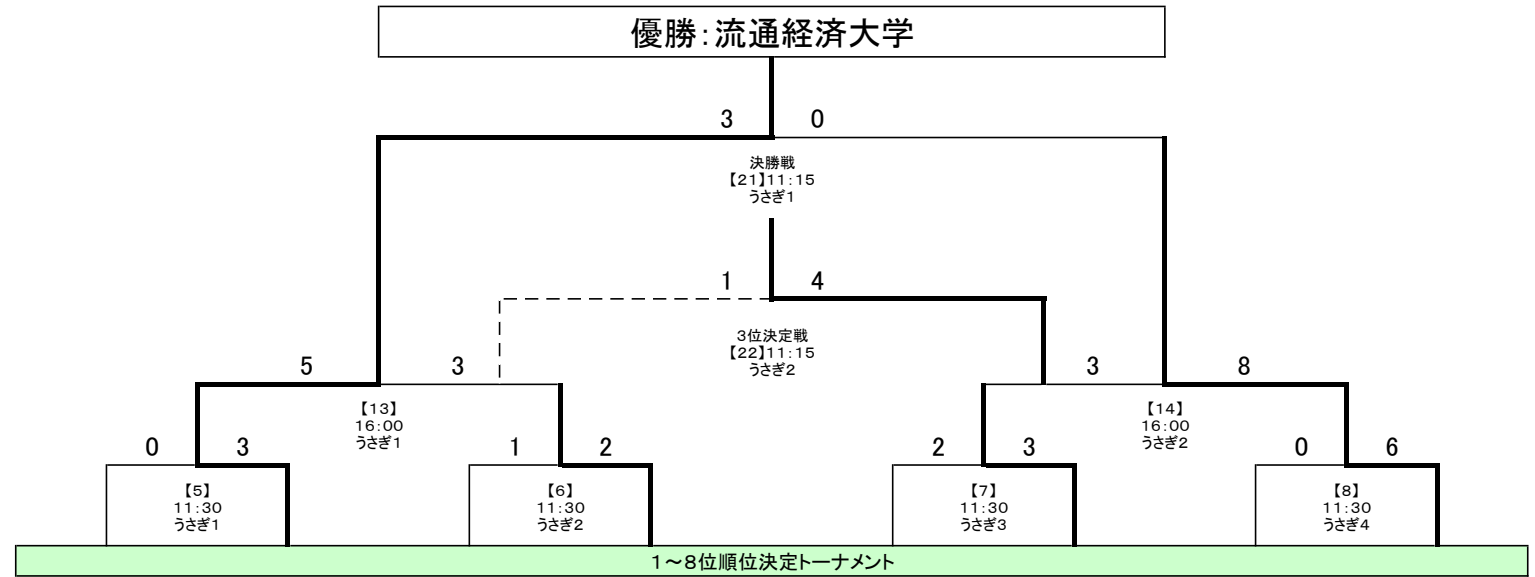 優勝：流通経済大学
3 0
決勝戦
【21】11：15
うさぎ1
1 4
3位決定戦
【22】11：15
うさぎ2
5 3
3 8
【13】
16：00
うさぎ1
【14】
16：00
うさぎ2
0 3
1 2
2 3
0 6
【5】
11：30
うさぎ1
【6】
11：30
うさぎ2
【7】
11：30
うさぎ3
【8】
11：30
うさぎ4
1～8位順位決定トーナメント